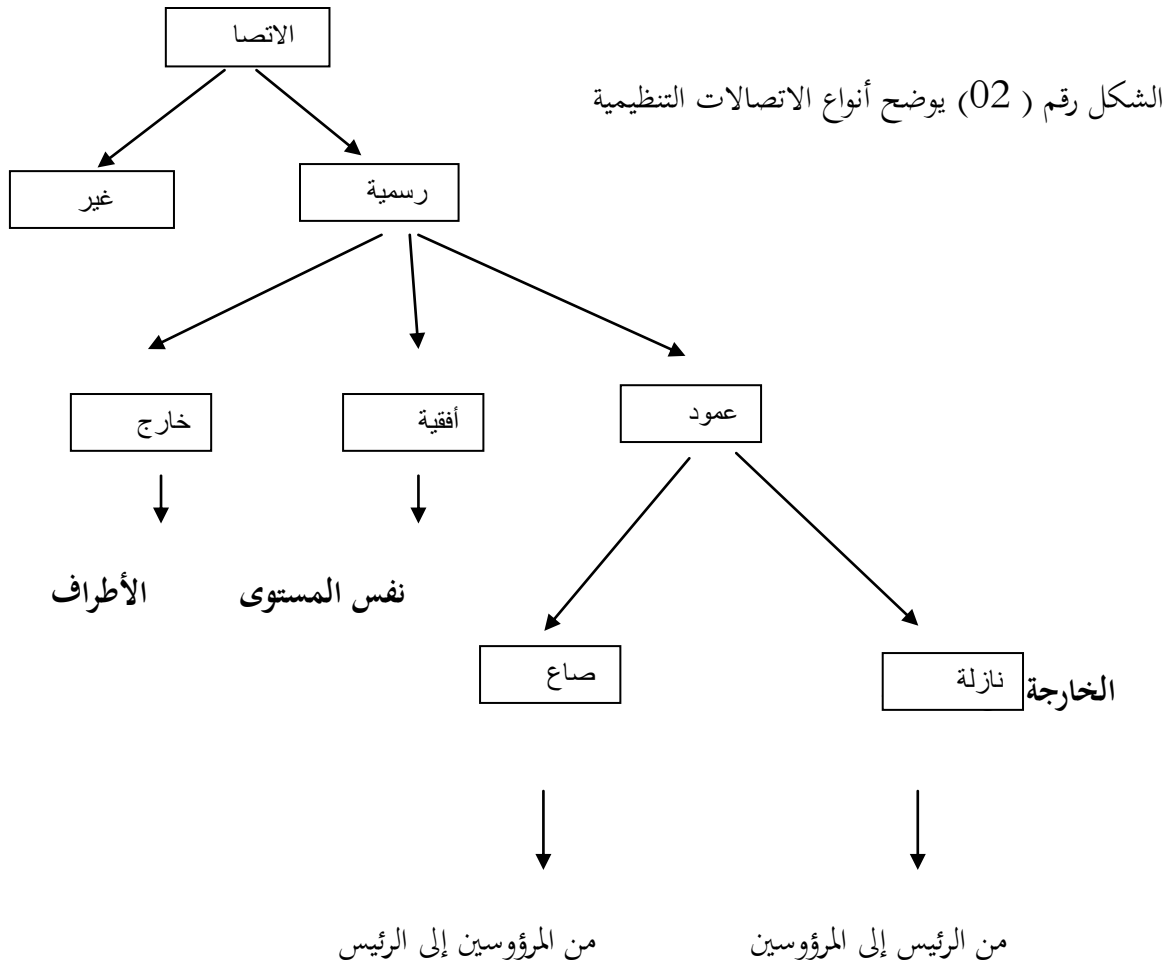 الاتصا
الشكل رقم ( 02) يوضح أنواع الاتصالات التنظيمية
رسمية
غير
عمود
أفقية
خارج
نفس المستوى
الأطراف
نازلة
الخارجة
صاع
من الرئيس إلى المرؤوسين
من المرؤوسين إلى الرئيس